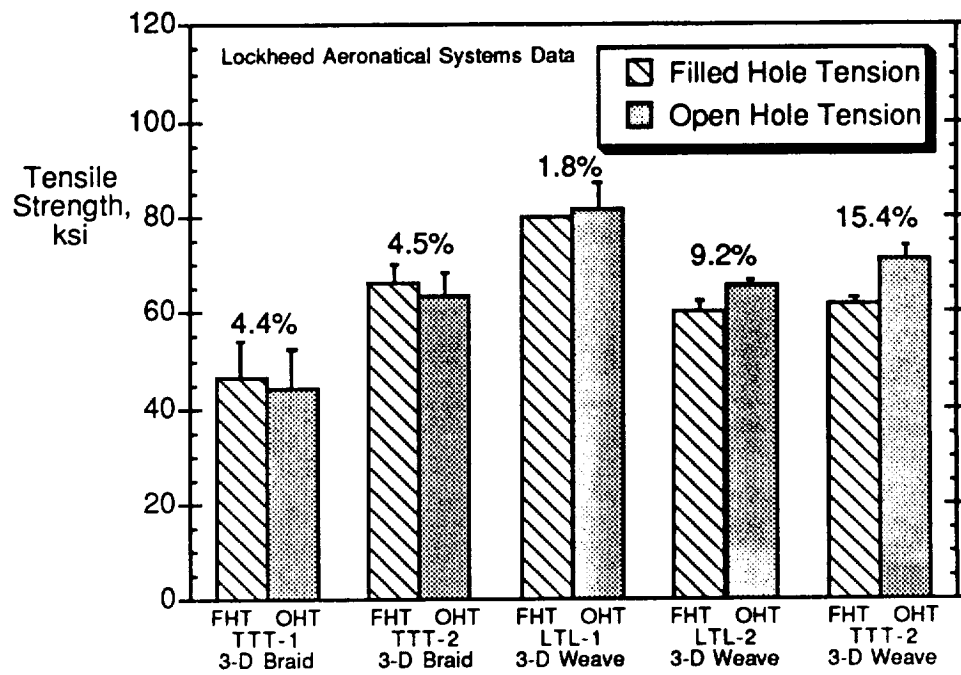 120
100
80
60
40
20
0
Tensile
Strength,
ksi
Lockheed Aeronatical Systems Data
Filled Hole Tension
Open Hole Tension
4.4%
4.5%
1.8%
9.2%
15.4%
FHT OHT
TTT-1
3-D Braid
FHT OHT
TTT-2
3-D Braid
FHT OHT
LTL-1
3-D Weave
FHT OHT
LTL-2
3-D Weave
FHT OHT
TTT-2
3-D Weave